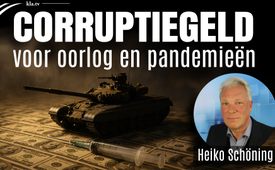 kla.tv
CORRUPTIEGELD
voor oorlog en pandemieën
Heiko Schöning